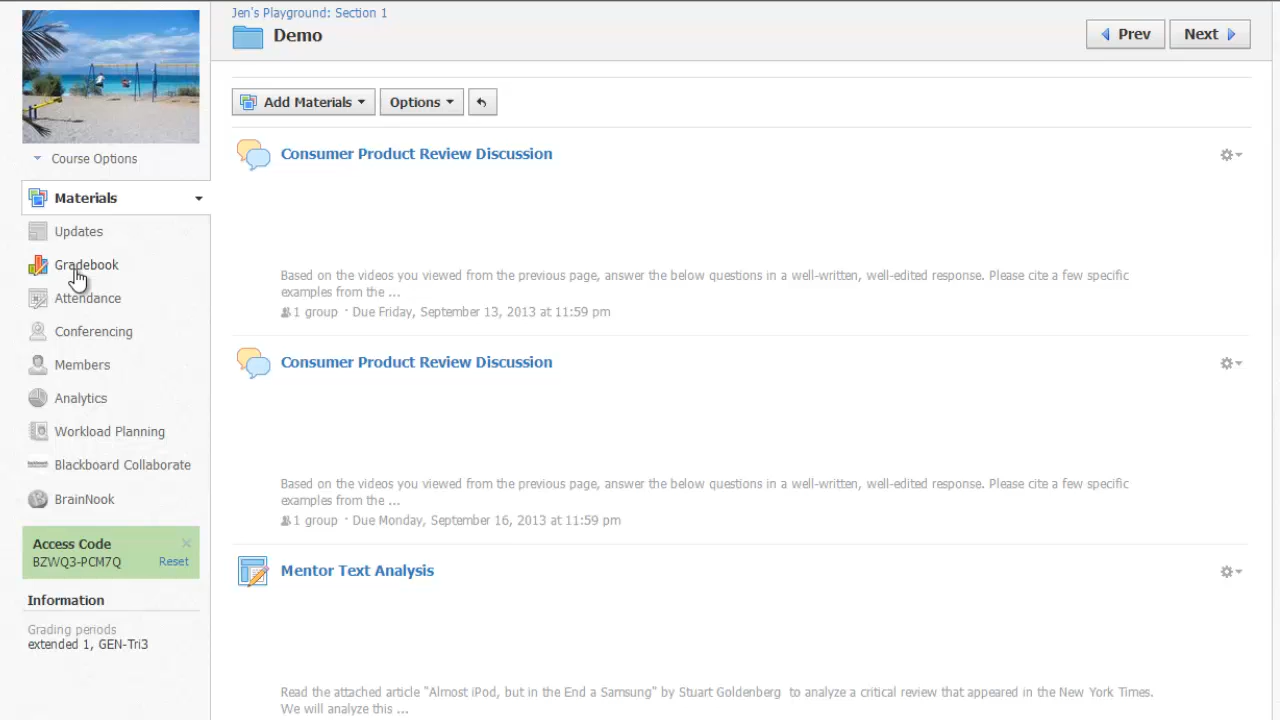 Jen's Playground: Section 1
Demo
Prev
Next
Add Materials
Options
Course Options
Materials
Updates
Gradebook
Attendance
Conferencing
Members
Analytics
Workload Planning
Blackboard Collaborate
BrainNook
Access Code
BZWQ3-PCM7Q Reset
Information
Grading periods
extended 1, GEN-Tri3
Consumer Product Review Discussion
Based on the videos you viewed from the previous page, answer the below questions in a well-written, well-edited response. Please cite a few specific
examples from the ...
1 group · Due Friday, September 13, 2013 at 11:59 pm
Consumer Product Review Discussion
Based on the videos you viewed from the previous page, answer the below questions in a well-written, well-edited response. Please cite a few specific
examples from the ...
1 group · Due Monday, September 16, 2013 at 11:59 pm
Mentor Text Analysis
Read the attached article "Almost iPod, but in the End a Samsung" by Stuart Goldenberg to analyze a critical review that appeared in the New York Times.
We will analyze this ...